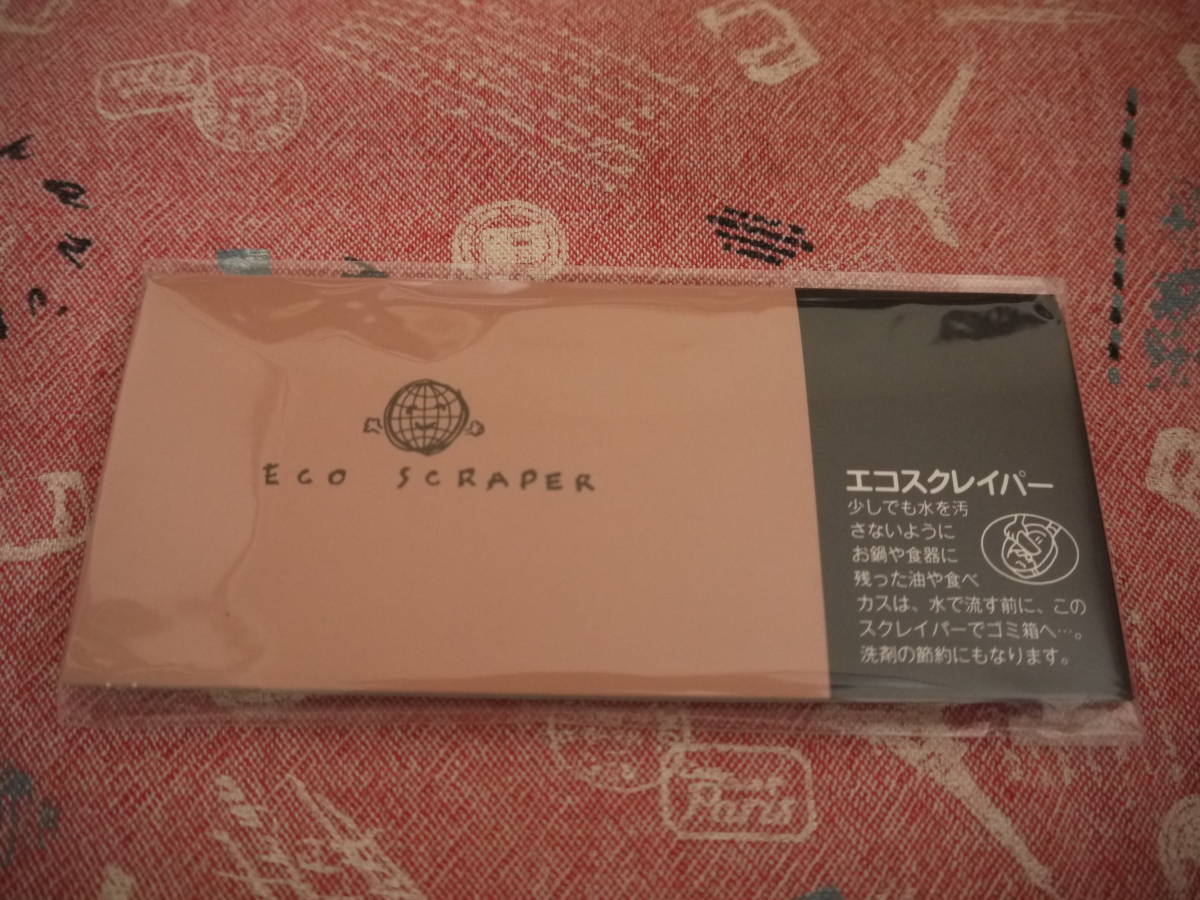 ECO SCRAPER
エコスクレイパー
少しでも水を汚
さないように
お鍋や食器に
残った油や食べ
カスは、水で流す前に、この
スクレイパーでゴミ箱へ…。
洗剤の節約にもなります。
Paris